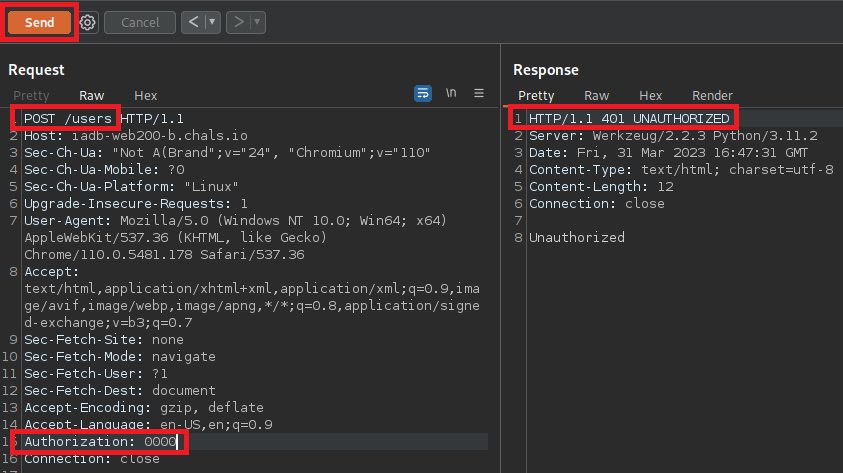 Send
Cancel
< | ▼
> | ▼
Request
Pretty Raw Hex
\n
1 POST /users HTTP/1.1
2 Host: iadb-web200-b.chals.io
3 Sec-Ch-Ua: "Not A(Brand";v="24", "Chromium";v="110"
4 Sec-Ch-Ua-Mobile: ?0
5 Sec-Ch-Ua-Platform: "Linux"
6 Upgrade-Insecure-Requests: 1
7 User-Agent: Mozilla/5.0 (Windows NT 10.0; Win64; x64)
AppleWebKit/537.36 (KHTML, like Gecko)
Chrome/110.0.5481.178 Safari/537.36
8 Accept:
text/html,application/xhtml+xml,application/xml;q=0.9,ima
ge/avif,image/webp,image/apng,*/*;q=0.8,application/signe
d-exchange;v=b3;q=0.7
9 Sec-Fetch-Site: none
10 Sec-Fetch-Mode: navigate
11 Sec-Fetch-User: ?1
12 Sec-Fetch-Dest: document
13 Accept-Encoding: gzip, deflate
14 Accept-Language: en-US,en;q=0.9
15 Authorization: 0000
16 Connection: close
Response
Pretty Raw Hex Render
1 HTTP/1.1 401 UNAUTHORIZED
2 Server: Werkzeug/2.2.3 Python/3.11.2
3 Date: Fri, 31 Mar 2023 16:47:31 GMT
4 Content-Type: text/html; charset=utf-8
5 Content-Length: 12
6 Connection: close
7
8 Unauthorized